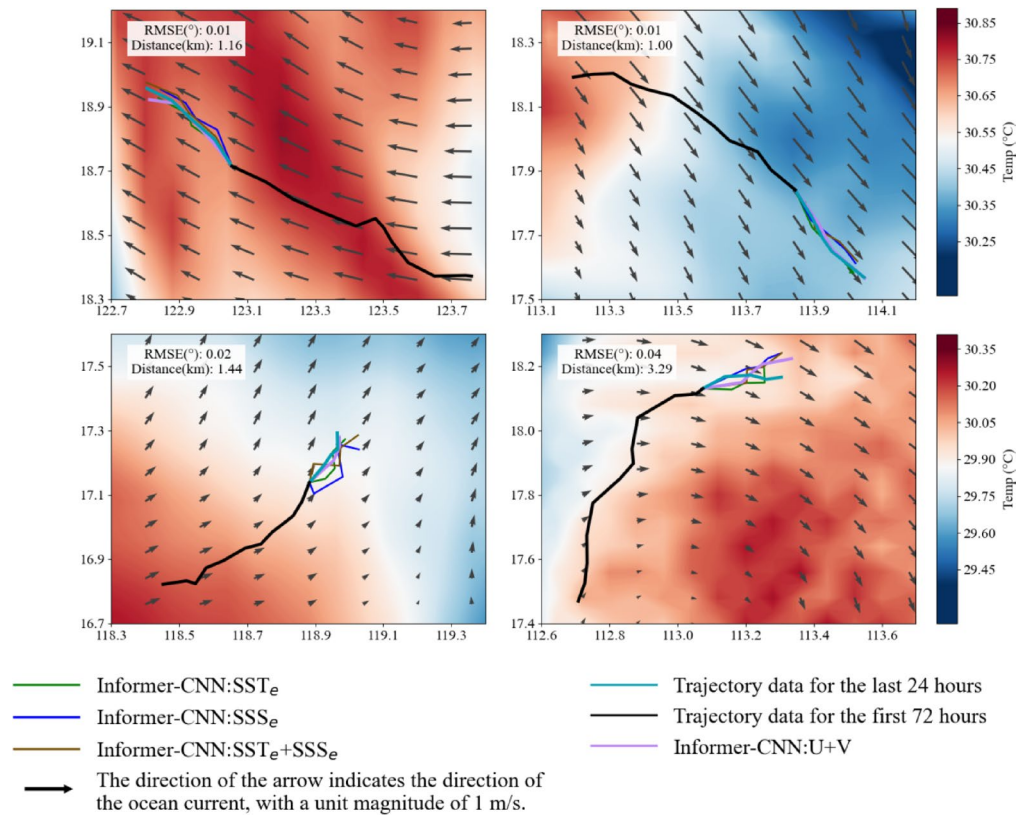 RMSE(°): 0.01
Distance(km): 1.16
19.1
18.9
18.7
18.5
18.3
122.7 122.9 123.1 123.3 123.5 123.7
RMSE(°): 0.01
Distance(km): 1.00
18.3
18.1
17.9
17.7
17.5
113.1 113.3 113.5 113.7 113.9 114.1
30.85
30.75
30.65
30.55
30.45
30.35
30.25
Temp (°C)
RMSE(°): 0.02
Distance(km): 1.44
17.5
17.3
17.1
16.9
16.7
118.3 118.5 118.7 118.9 119.1 119.3
RMSE(°): 0.04
Distance(km): 3.29
18.2
18.0
17.8
17.6
17.4
112.6 112.8 113.0 113.2 113.4 113.6
30.35
30.20
30.05
29.90
29.75
29.60
29.45
Temp (°C)
Informer-CNN:SSTₑ
Informer-CNN:SSSₑ
Informer-CNN:SSTₑ+SSSₑ
The direction of the arrow indicates the direction of
the ocean current, with a unit magnitude of 1 m/s.
Trajectory data for the last 24 hours
Trajectory data for the first 72 hours
Informer-CNN:U+V